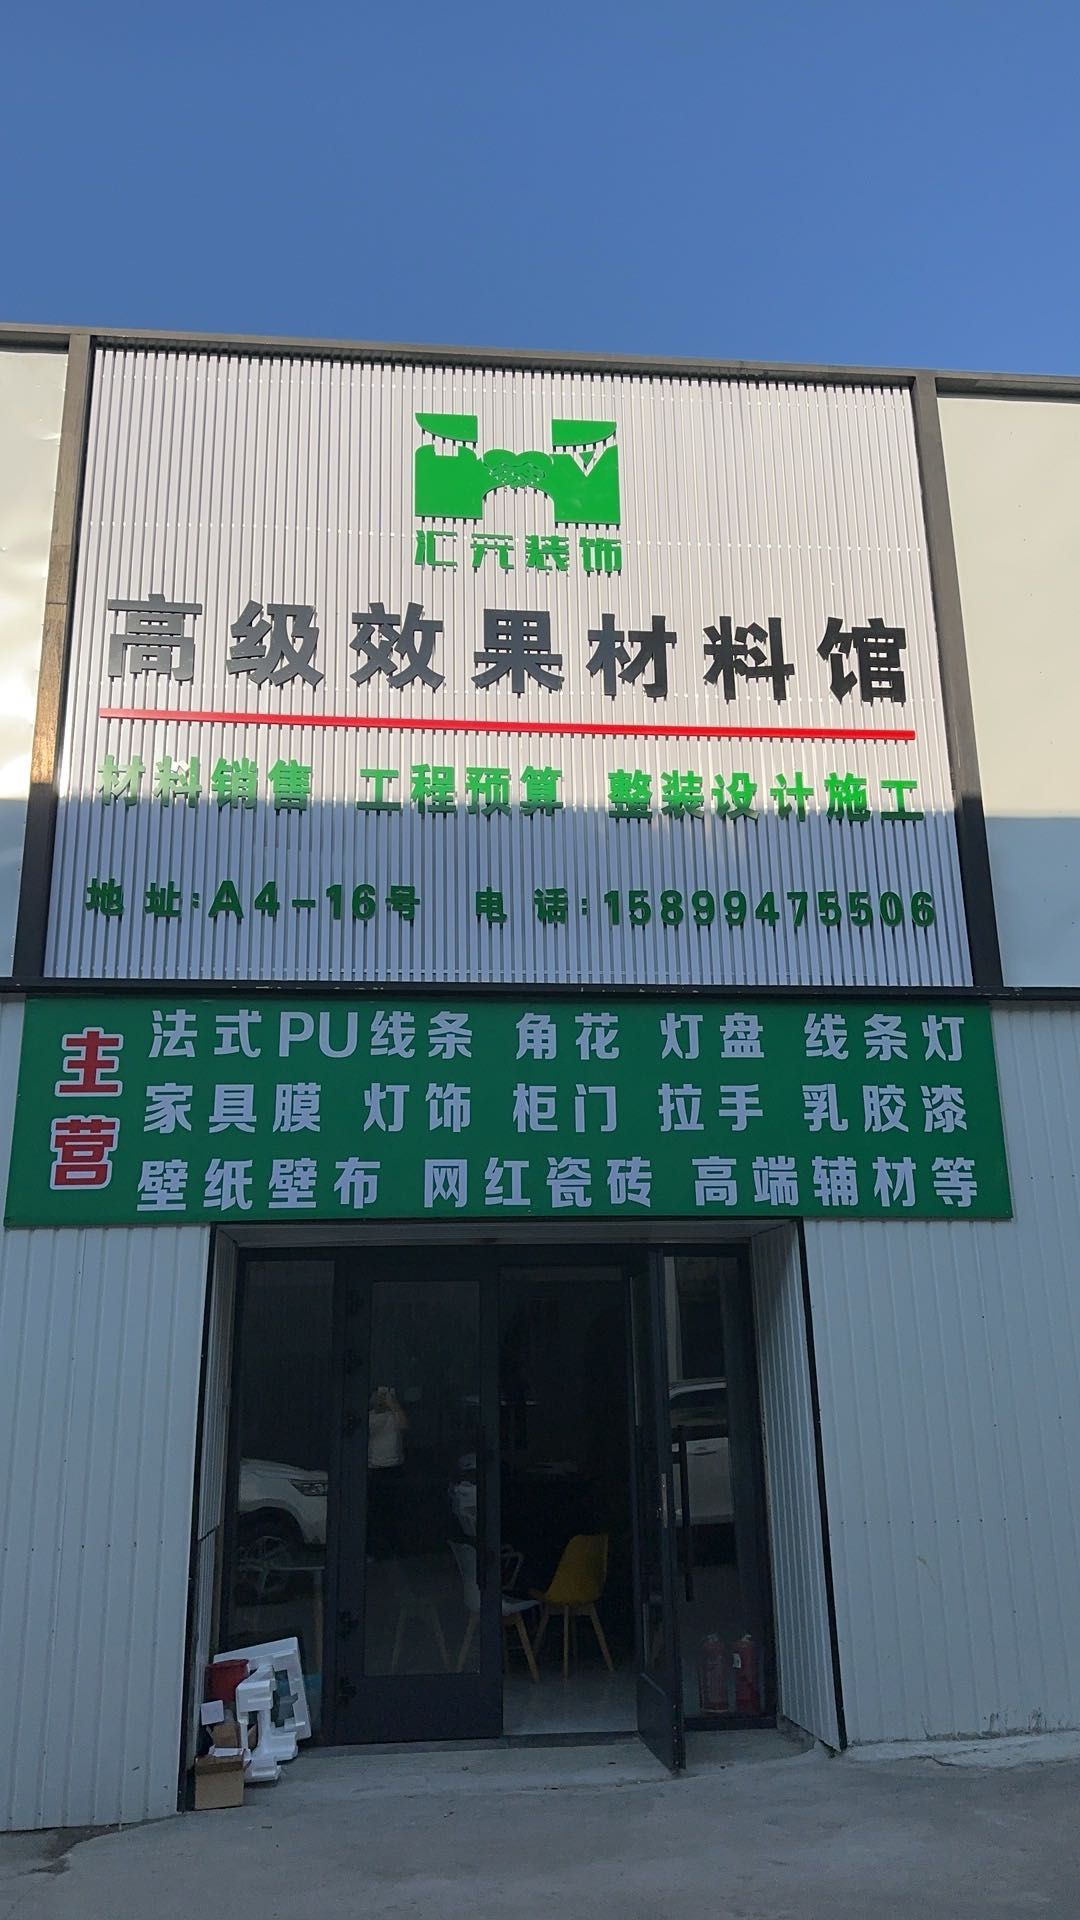 汇元装饰
高级效果材料馆
材料销售 工程预算 整装设计施工
地址:A4-16号 电话:15899475506
主营
法式PU线条 角花 灯盘 线条灯
家具膜 灯饰 柜门 拉手 乳胶漆
壁纸壁布 网红瓷砖 高端辅材等